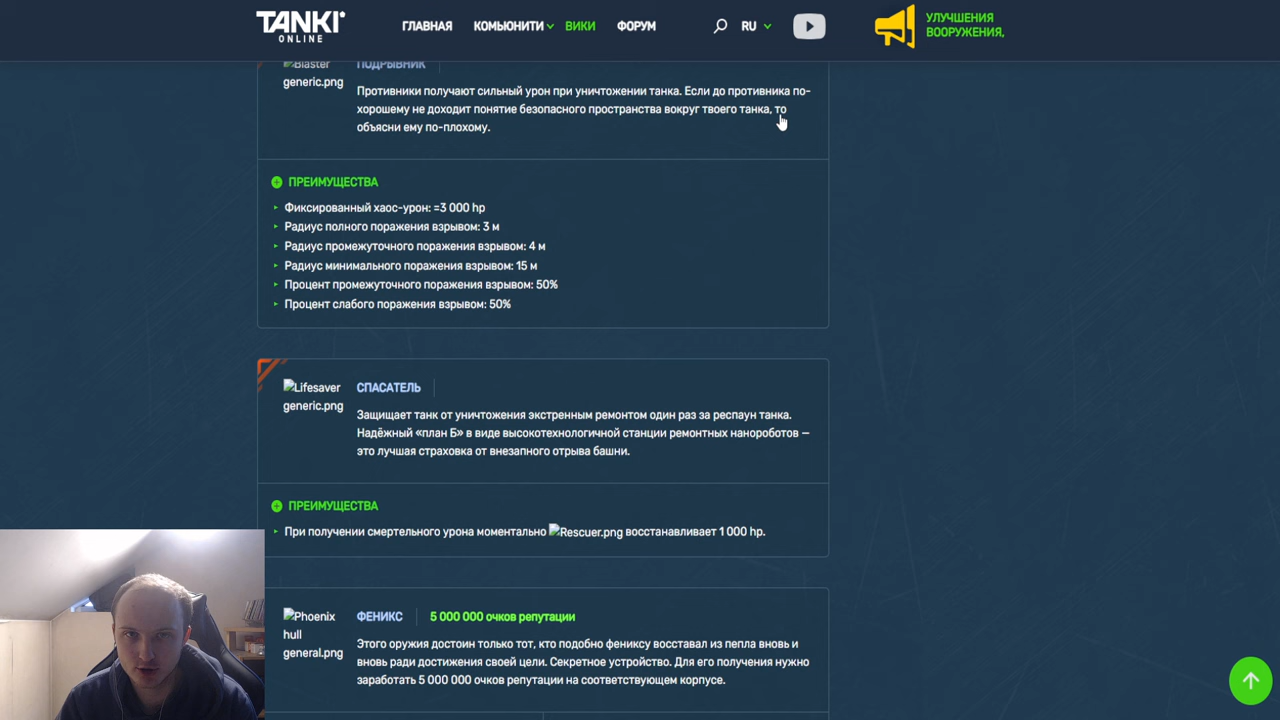 TANKI
ONLINE
ГЛАВНАЯ
КОМЬЮНИТИ
ВИКИ
ФОРУМ
RU
УЛУЧШЕНИЯ
ВООРУЖЕНИЯ,
Blaster
generic.png
ПОДРЫВНИК
Противники получают сильный урон при уничтожении танка. Если до противника по-
хорошему не доходит понятие безопасного пространства вокруг твоего танка, то
объясни ему по-плохому.
ПРЕИМУЩЕСТВА
Фиксированный хаос-урон: =3 000 hp
Радиус полного поражения взрывом: 3 м
Радиус промежуточного поражения взрывом: 4 м
Радиус минимального поражения взрывом: 15 м
Процент промежуточного поражения взрывом: 50%
Процент слабого поражения взрывом: 50%
Lifesaver
generic.png
СПАСАТЕЛЬ
Защищает танк от уничтожения экстренным ремонтом один раз за респаун танка.
Надёжный «план Б» в виде высокотехнологичной станции ремонтных нанороботов —
это лучшая страховка от внезапного отрыва башни.
ПРЕИМУЩЕСТВА
При получении смертельного урона моментально Rescuer.png восстанавливает 1 000 hp.
Phoenix
hull
general.png
ФЕНИКС
5 000 000 очков репутации
Этого оружия достоин только тот, кто подобно фениксу восставал из пепла вновь и
вновь ради достижения своей цели. Секретное устройство. Для его получения нужно
заработать 5 000 000 очков репутации на соответствующем корпусе.